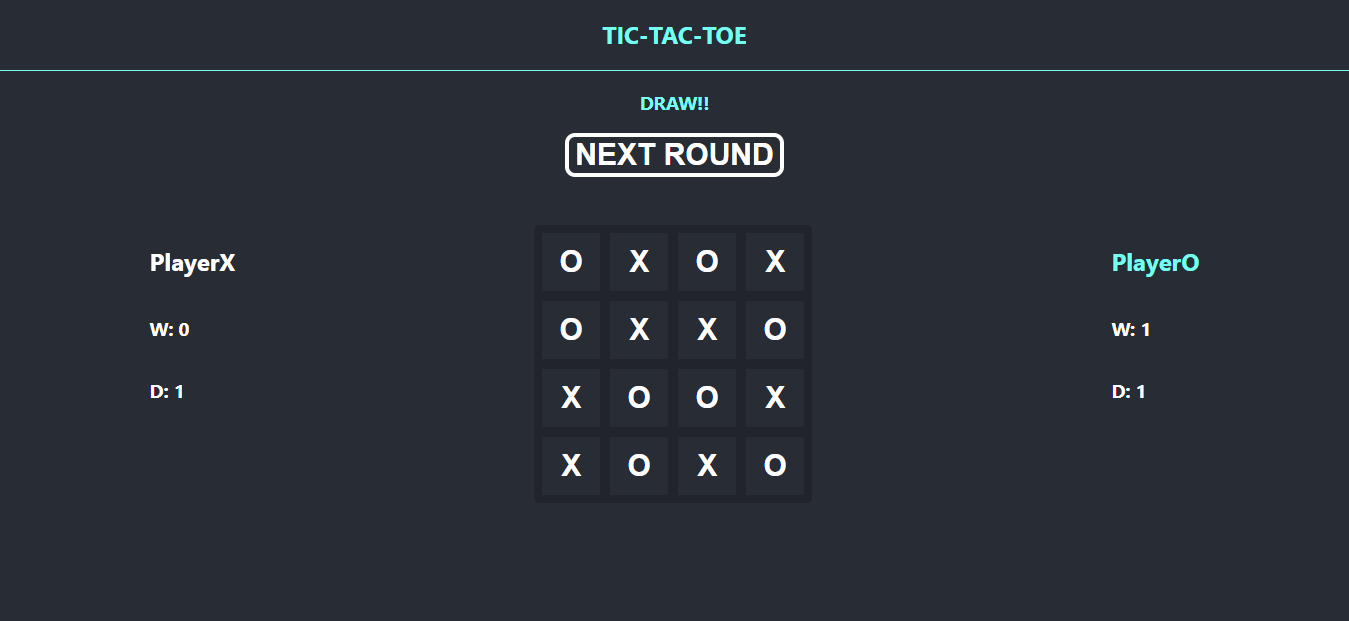 TIC-TAC-TOE
DRAW!!
NEXT ROUND
PlayerX
W: 0
D: 1
O X O X
O X X O
X O O X
X O X O
PlayerO
W: 1
D: 1